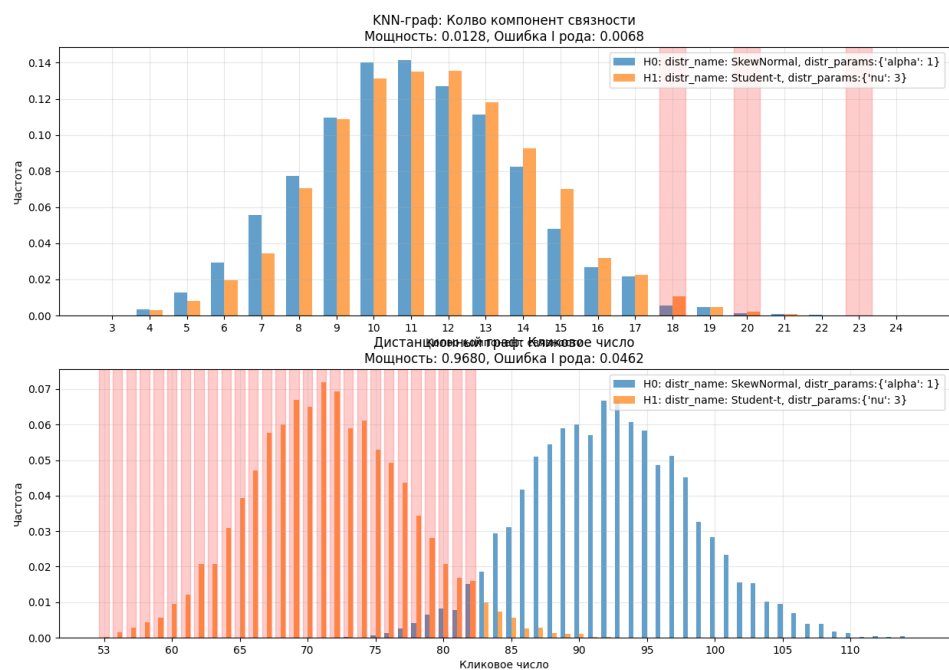 KNN-граф: Колво компонент связности
Мощность: 0.0128, Ошибка I рода: 0.0068
H0: distr_name: SkewNormal, distr_params:{'alpha': 1}
H1: distr_name: Student-t, distr_params:{'nu': 3}
Частота
0.14
0.12
0.10
0.08
0.06
0.04
0.02
0.00
3 4 5 6 7 8 9 10 11 12 13 14 15 16 17 18 19 20 21 22 23 24
Дистанционный граф: Кликовое число
Мощность: 0.9680, Ошибка I рода: 0.0462
H0: distr_name: SkewNormal, distr_params:{'alpha': 1}
H1: distr_name: Student-t, distr_params:{'nu': 3}
Частота
0.07
0.06
0.05
0.04
0.03
0.02
0.01
0.00
53 60 65 70 75 80 85 90 95 100 105 110
Кликовое число